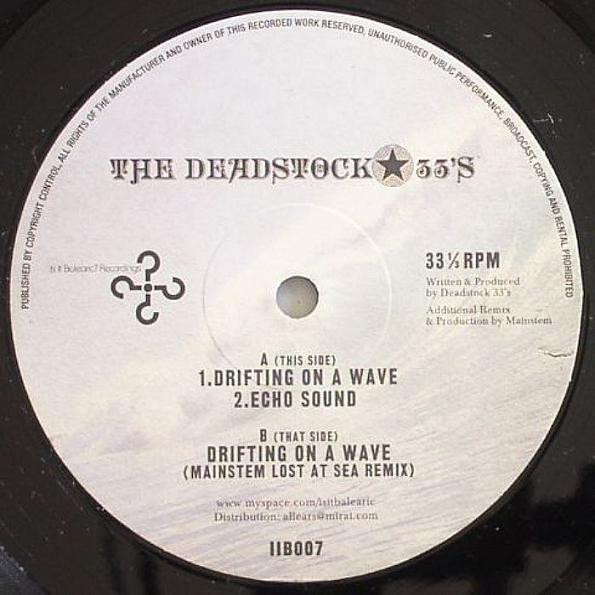 PUBLISHED BY COPYRIGHT CONTROL. ALL RIGHTS OF THE MANUFACTURER AND OWNER OF THIS RECORDED WORK RESERVED, UNAUTHORISED PUBLIC PERFORMANCE, BROADCAST, COPYING AND RENTAL PROHIBITED
THE DEADSTOCK ★ 33'S
Is It Balearic? Recordings
33⅓ RPM
Written & Produced
by Deadstock 33's
Additional Remix
& Production by Mainstem
A (THIS SIDE)
1.DRIFTING ON A WAVE
2.ECHO SOUND
B (THAT SIDE)
DRIFTING ON A WAVE
(MAINSTEM LOST AT SEA REMIX)
www.myspace.com/isitbalearic
Distribution: allears@mirai.com
IIB007